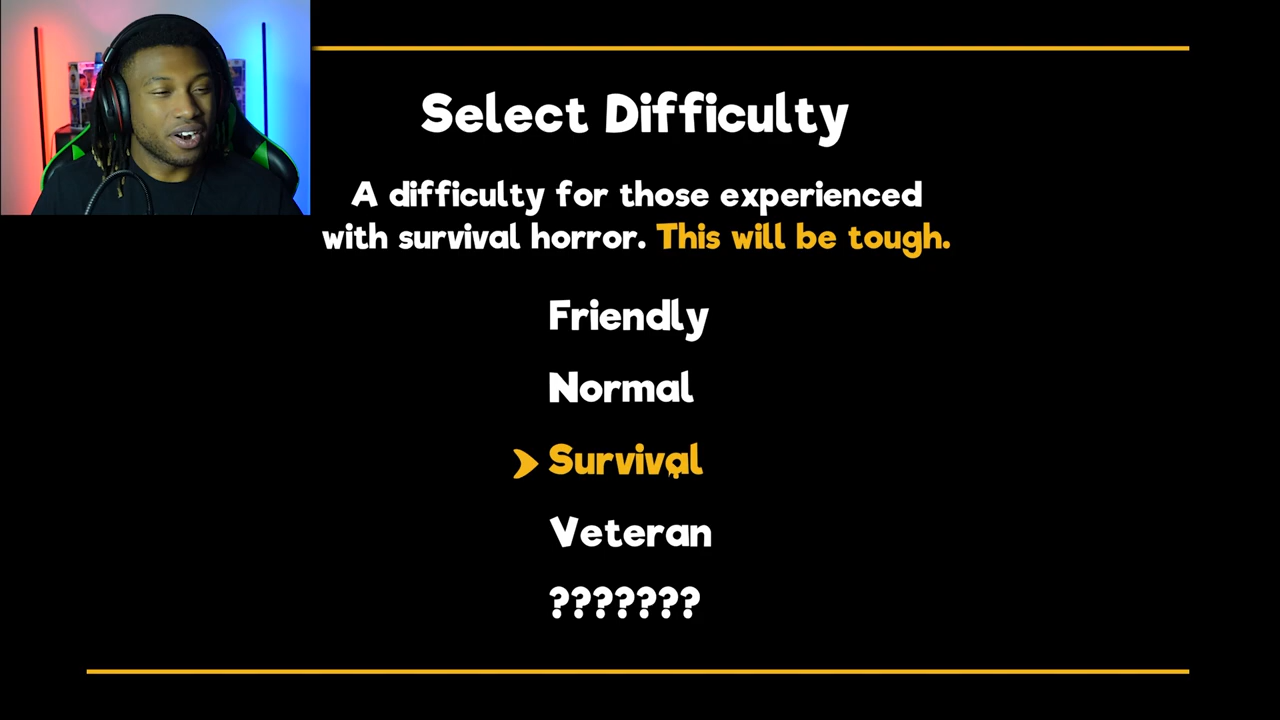 Select Difficulty
A difficulty for those experienced
with survival horror. This will be tough.
Friendly
Normal
Survival
Veteran
???????